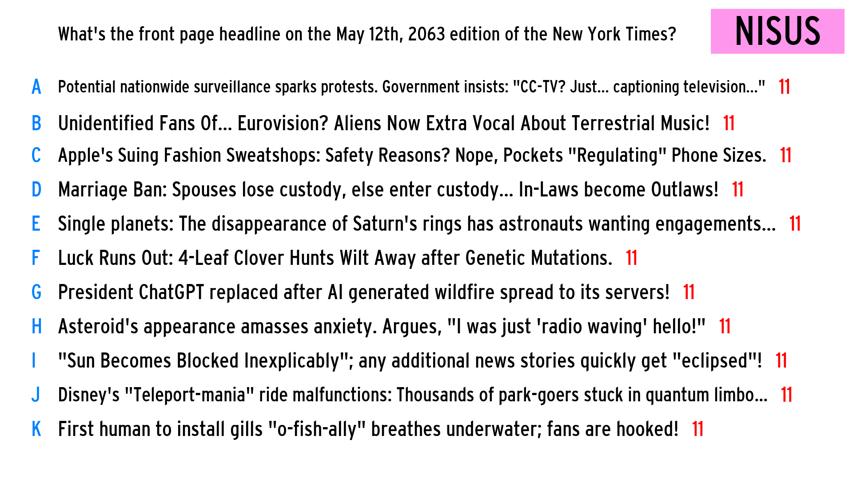 What's the front page headline on the May 12th, 2063 edition of the New York Times?
NISUS
A Potential nationwide surveillance sparks protests. Government insists: "CC-TV? Just... captioning television..." 11
B Unidentified Fans Of... Eurovision? Aliens Now Extra Vocal About Terrestrial Music! 11
C Apple's Suing Fashion Sweatshops: Safety Reasons? Nope, Pockets "Regulating" Phone Sizes. 11
D Marriage Ban: Spouses lose custody, else enter custody... In-Laws become Outlaws! 11
E Single planets: The disappearance of Saturn's rings has astronauts wanting engagements... 11
F Luck Runs Out: 4-Leaf Clover Hunts Wilt Away after Genetic Mutations. 11
G President ChatGPT replaced after AI generated wildfire spread to its servers! 11
H Asteroid's appearance amasses anxiety. Argues, "I was just 'radio waving' hello!" 11
I "Sun Becomes Blocked Inexplicably"; any additional news stories quickly get "eclipsed"! 11
J Disney's "Teleport-mania" ride malfunctions: Thousands of park-goers stuck in quantum limbo... 11
K First human to install gills "o-fish-ally" breathes underwater; fans are hooked! 11